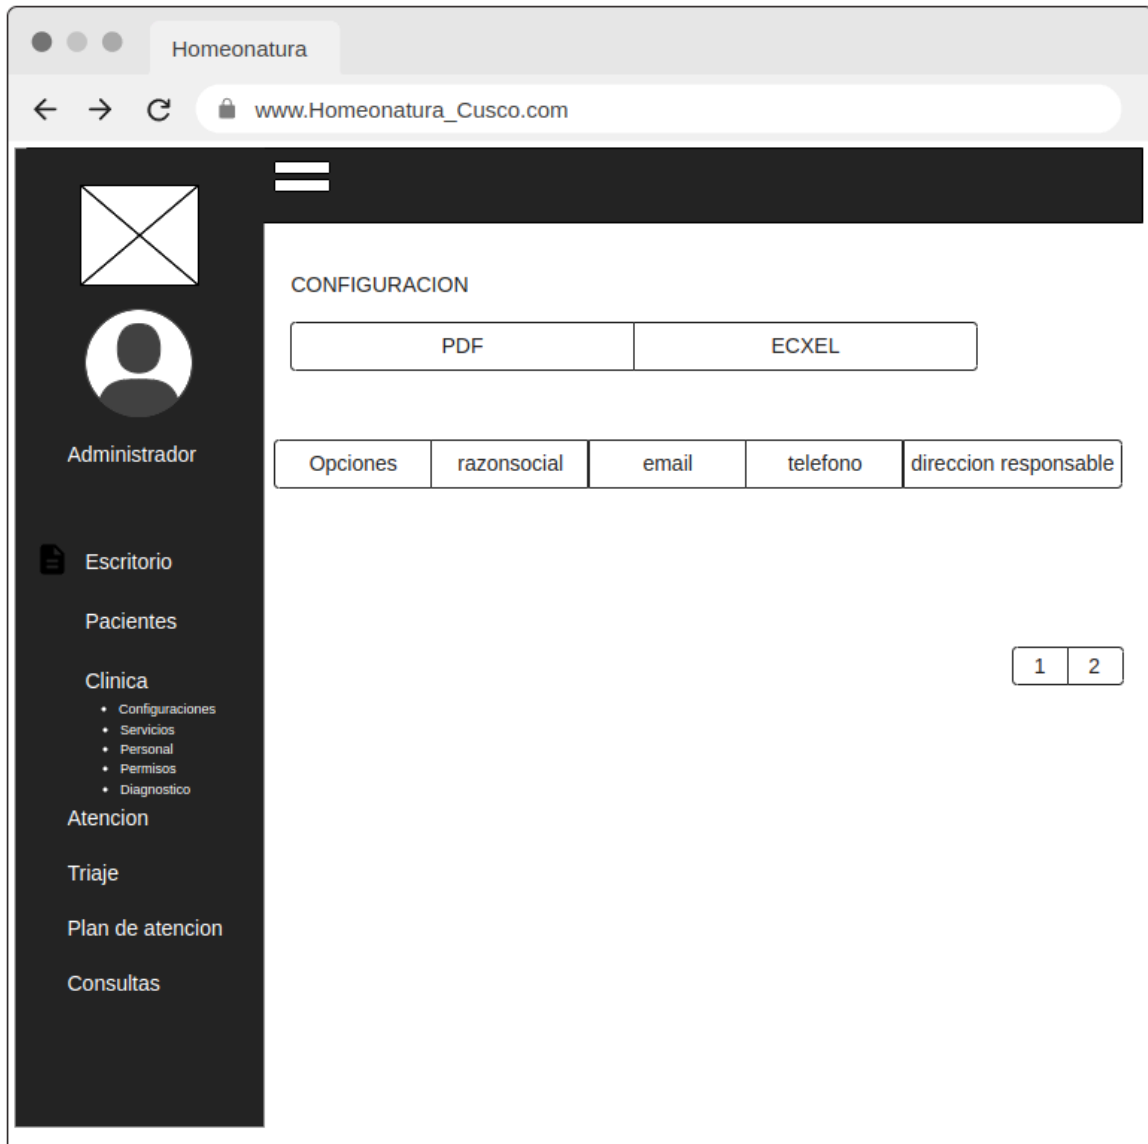 Homeonatura
www.Homeonatura_Cusco.com
CONFIGURACION
PDF ECXEL
Administrador
Opciones razonsocial email telefono direccion responsable
Escritorio
Pacientes
Clinica
• Configuraciones
• Servicios
• Personal
• Permisos
• Diagnostico
Atencion
Triaje
Plan de atencion
Consultas
1 2